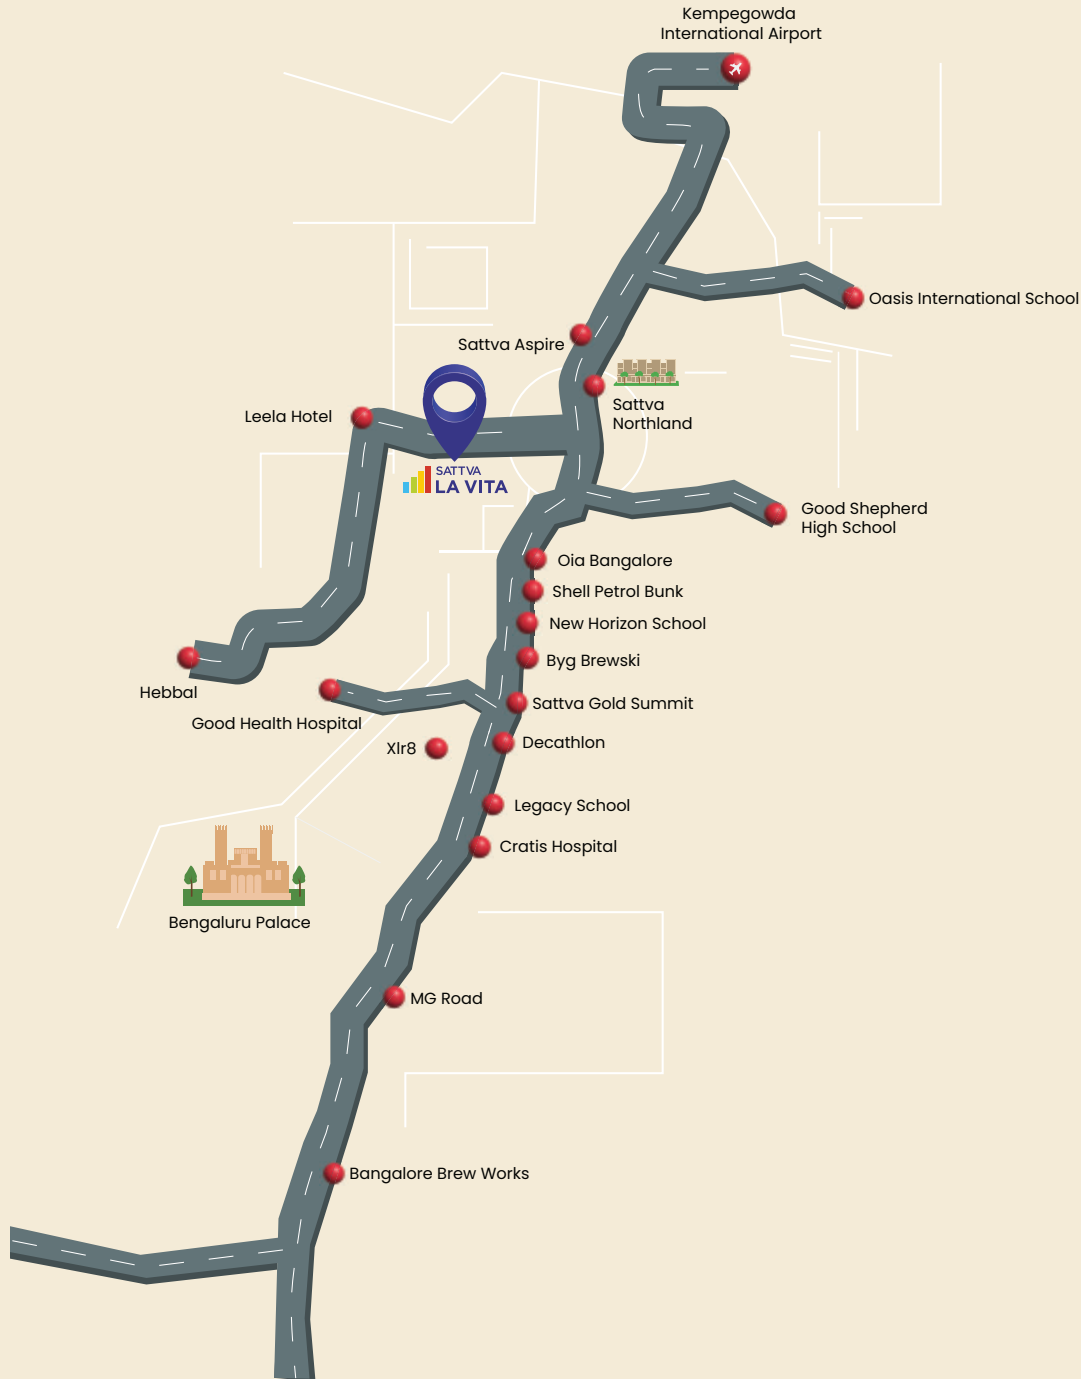 Kempegowda
International Airport
Oasis International School
Sattva Aspire
Sattva
Northland
Leela Hotel
SATTVA
LA VITA
Good Shepherd
High School
Oia Bangalore
Shell Petrol Bunk
New Horizon School
Byg Brewski
Hebbal
Sattva Gold Summit
Good Health Hospital
Xlr8
Decathlon
Legacy School
Cratis Hospital
Bengaluru Palace
MG Road
Bangalore Brew Works